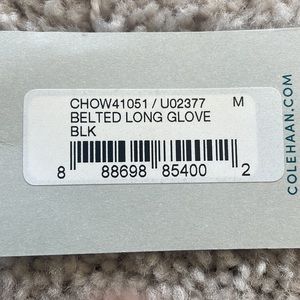 CHOW41051 / U02377 M
BELTED LONG GLOVE
BLK
8 88698 85400 2
COLEHAAN.COM